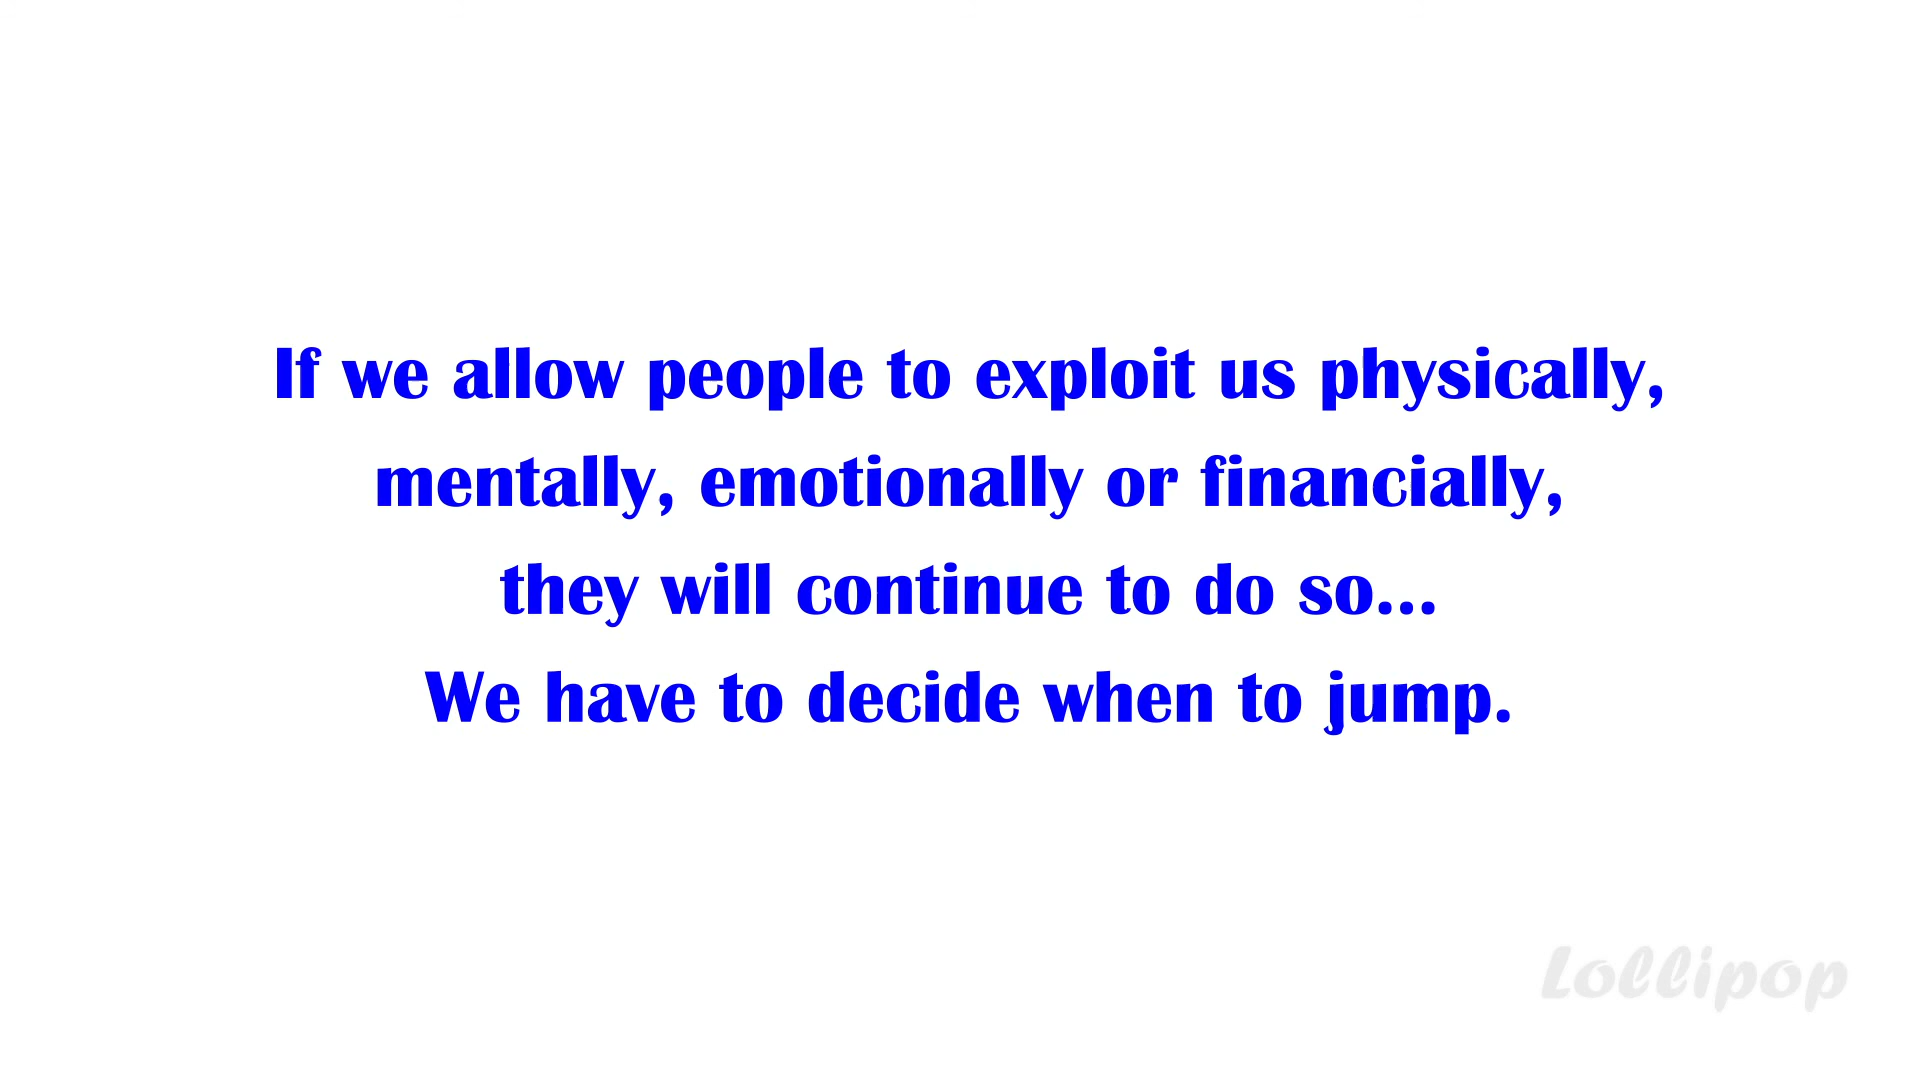 If we allow people to exploit us physically,
mentally, emotionally or financially,
they will continue to do so...
We have to decide when to jump.
Lollipop